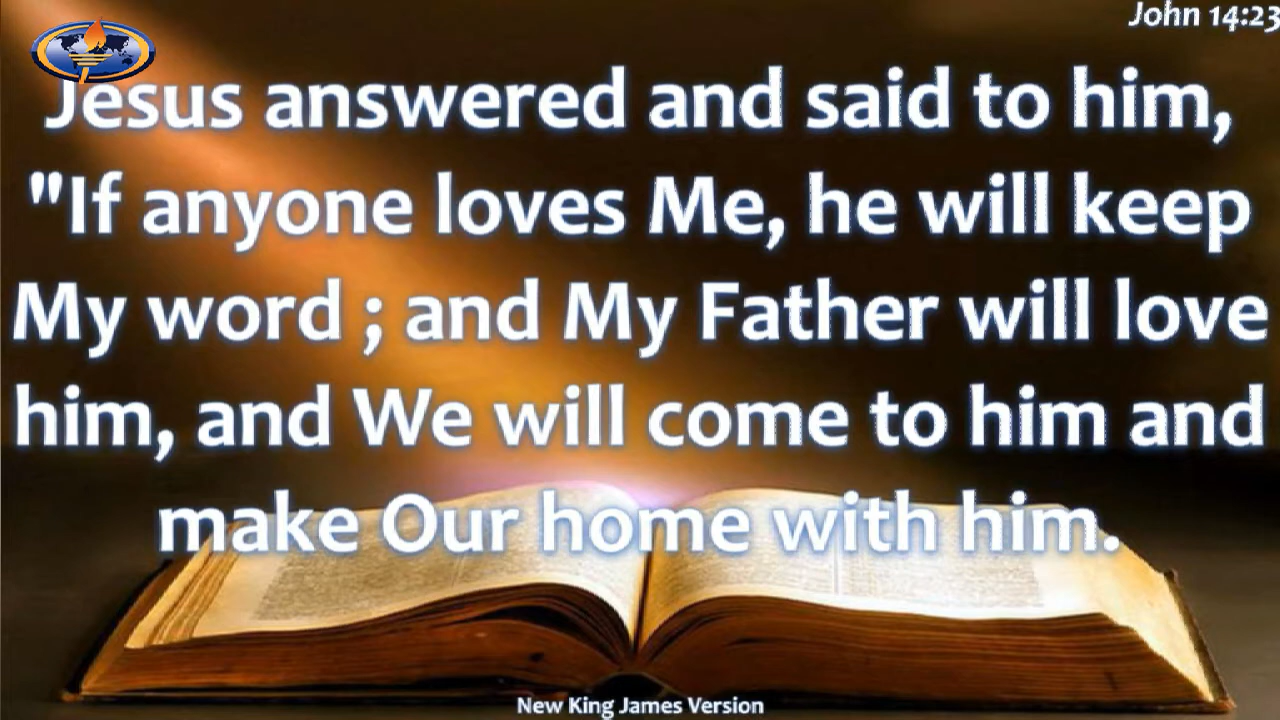 John 14:23
Jesus answered and said to him,
"If anyone loves Me, he will keep
My word ; and My Father will love
him, and We will come to him and
make Our home with him.
New King James Version